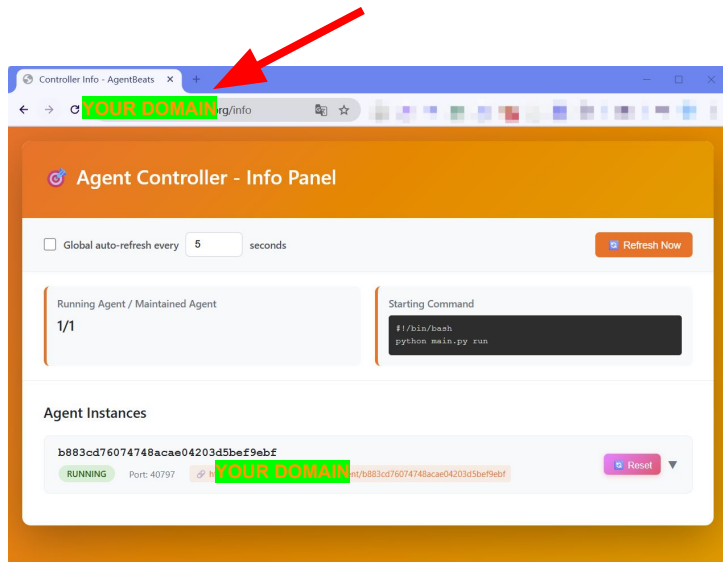 Controller Info - AgentBeats
YOUR DOMAIN rg/info
Agent Controller - Info Panel
Global auto-refresh every 5 seconds
Refresh Now
Running Agent / Maintained Agent
1/1
Starting Command
#!/bin/bash
python main.py run
Agent Instances
b883cd76074748acae04203d5bef9ebf
RUNNING Port: 40797 h YOUR DOMAIN nt/b883cd76074748acae04203d5bef9ebf
Reset